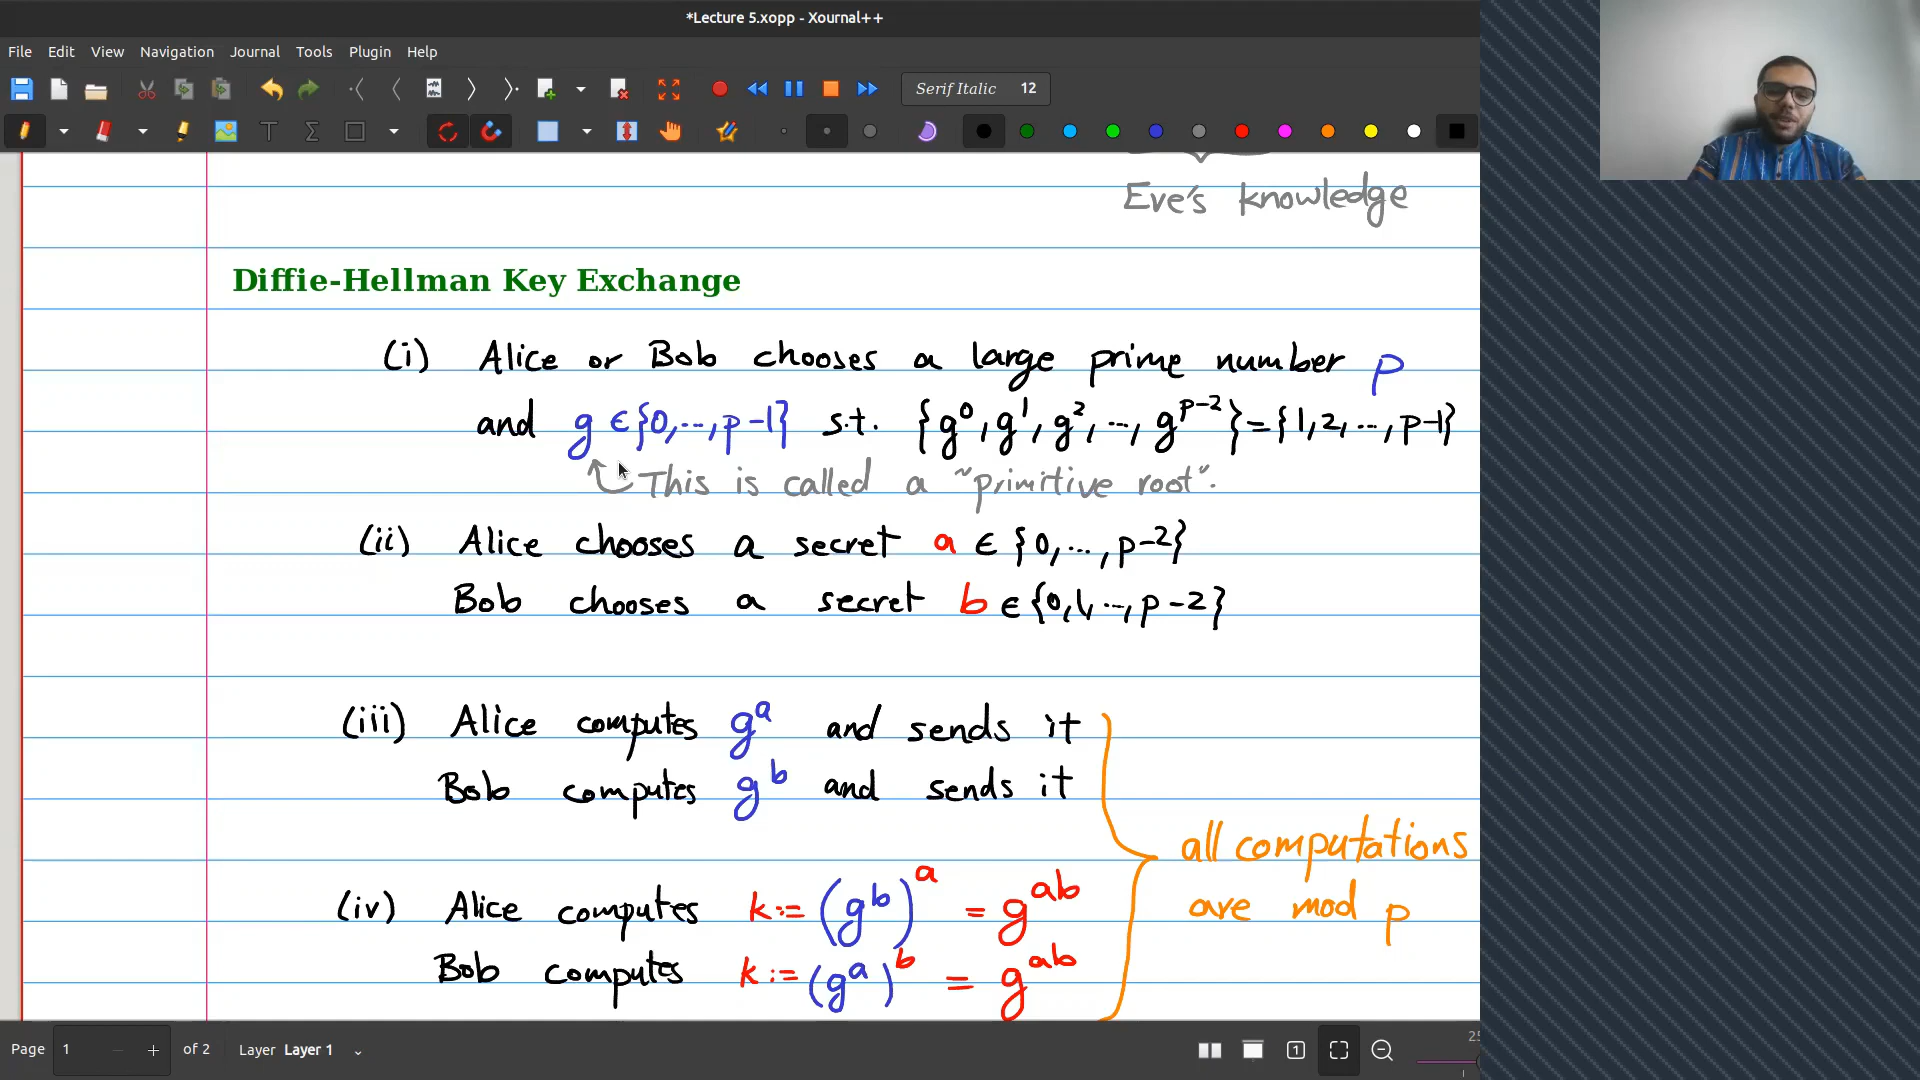 *Lecture 5.xopp - Xournal++
File Edit View Navigation Journal Tools Plugin Help
Serif Italic 12
Eve's knowledge
Diffie-Hellman Key Exchange
(i) Alice or Bob chooses a large prime number p
and g ∈ {0, ..., p-1} s.t. {g⁰, g¹, g², ..., g^{p-2}} = {1, 2, ..., p-1}
This is called a "primitive root".
(ii) Alice chooses a secret a ∈ {0, ..., p-2}
Bob chooses a secret b ∈ {0, 1, ..., p-2}
(iii) Alice computes g^a and sends it
Bob computes g^b and sends it
all computations
are mod p
(iv) Alice computes k := (g^b)^a = g^{ab}
Bob computes k := (g^a)^b = g^{ab}
Page 1 of 2 Layer Layer 1